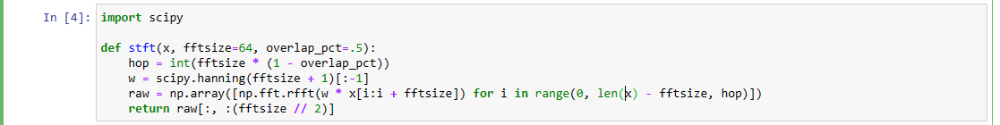 In [4]: import scipy
def stft(x, fftsize=64, overlap_pct=.5):
    hop = int(fftsize * (1 - overlap_pct))
    w = scipy.hanning(fftsize + 1)[:-1]
    raw = np.array([np.fft.rfft(w * x[i:i + fftsize]) for i in range(0, len(x) - fftsize, hop)])
    return raw[:, :(fftsize // 2)]